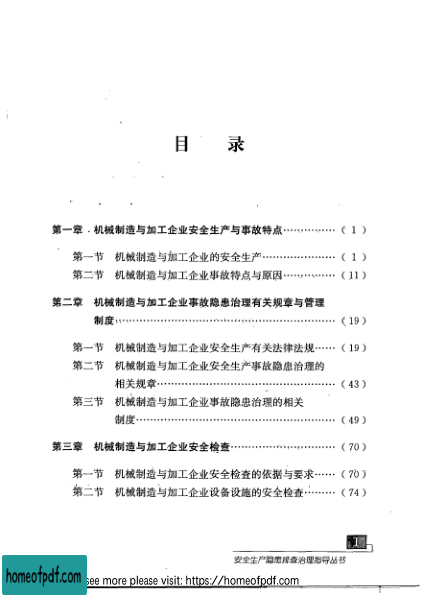 目 录
第一章 机械制造与加工企业安全生产与事故特点……………( 1 )
第一节 机械制造与加工企业的安全生产…………………( 1 )
第二节 机械制造与加工企业事故特点与原因……………(11)
第二章 机械制造与加工企业事故隐患治理有关规章与管理
制度……………………………………………………(19)
第一节 机械制造与加工企业安全生产有关法律法规……(19)
第二节 机械制造与加工企业安全生产事故隐患治理的
相关规章…………………………………………(43)
第三节 机械制造与加工企业事故隐患治理的相关
制度………………………………………………(49)
第三章 机械制造与加工企业安全检查………………………(70)
第一节 机械制造与加工企业安全检查的依据与要求……(70)
第二节 机械制造与加工企业设备设施的安全检查………(74)
I
安全生产隐患排查治理指导丛书
homeofpdf.com
see more please visit: https://homeofpdf.com